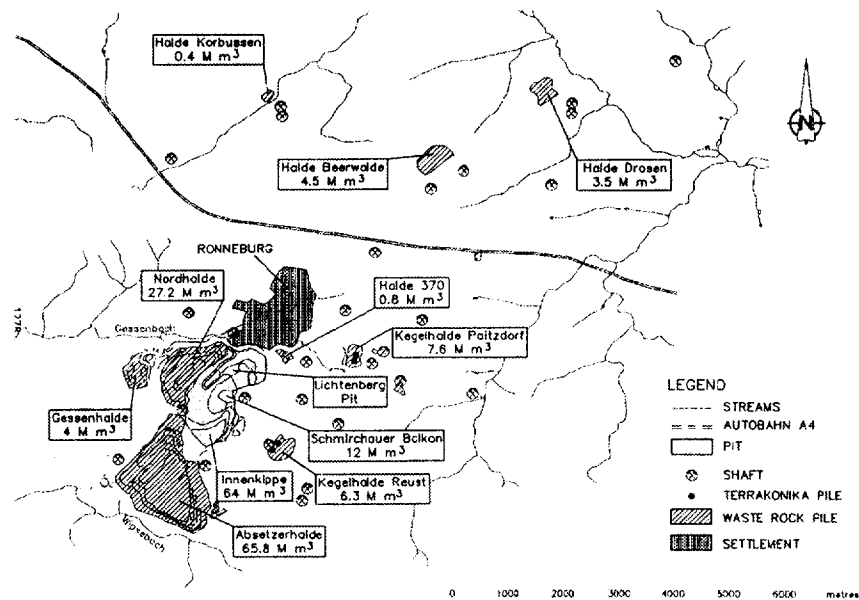 Halde Korbussen
0.4 M m³
Halde Beerwalde
4.5 M m³
Halde Drosen
3.5 M m³
N
RONNEBURG
Nordhalde
27.2 M m³
Halde 370
0.8 M m³
Gessenbach
Kegelhalde Paitzdorf
7.6 M m³
Lichtenberg
Pit
Gessenhalde
4 M m³
Schmirchauer Balkon
12 M m³
Innenkippe
64 M m³
Kegelhalde Reust
6.3 M m³
Absetzerhalde
65.8 M m³
Wipsebach
LEGEND
STREAMS
AUTOBAHN A4
PIT
SHAFT
TERRAKONIKA PILE
WASTE ROCK PILE
SETTLEMENT
0 1000 2000 3000 4000 5000 6000 metres